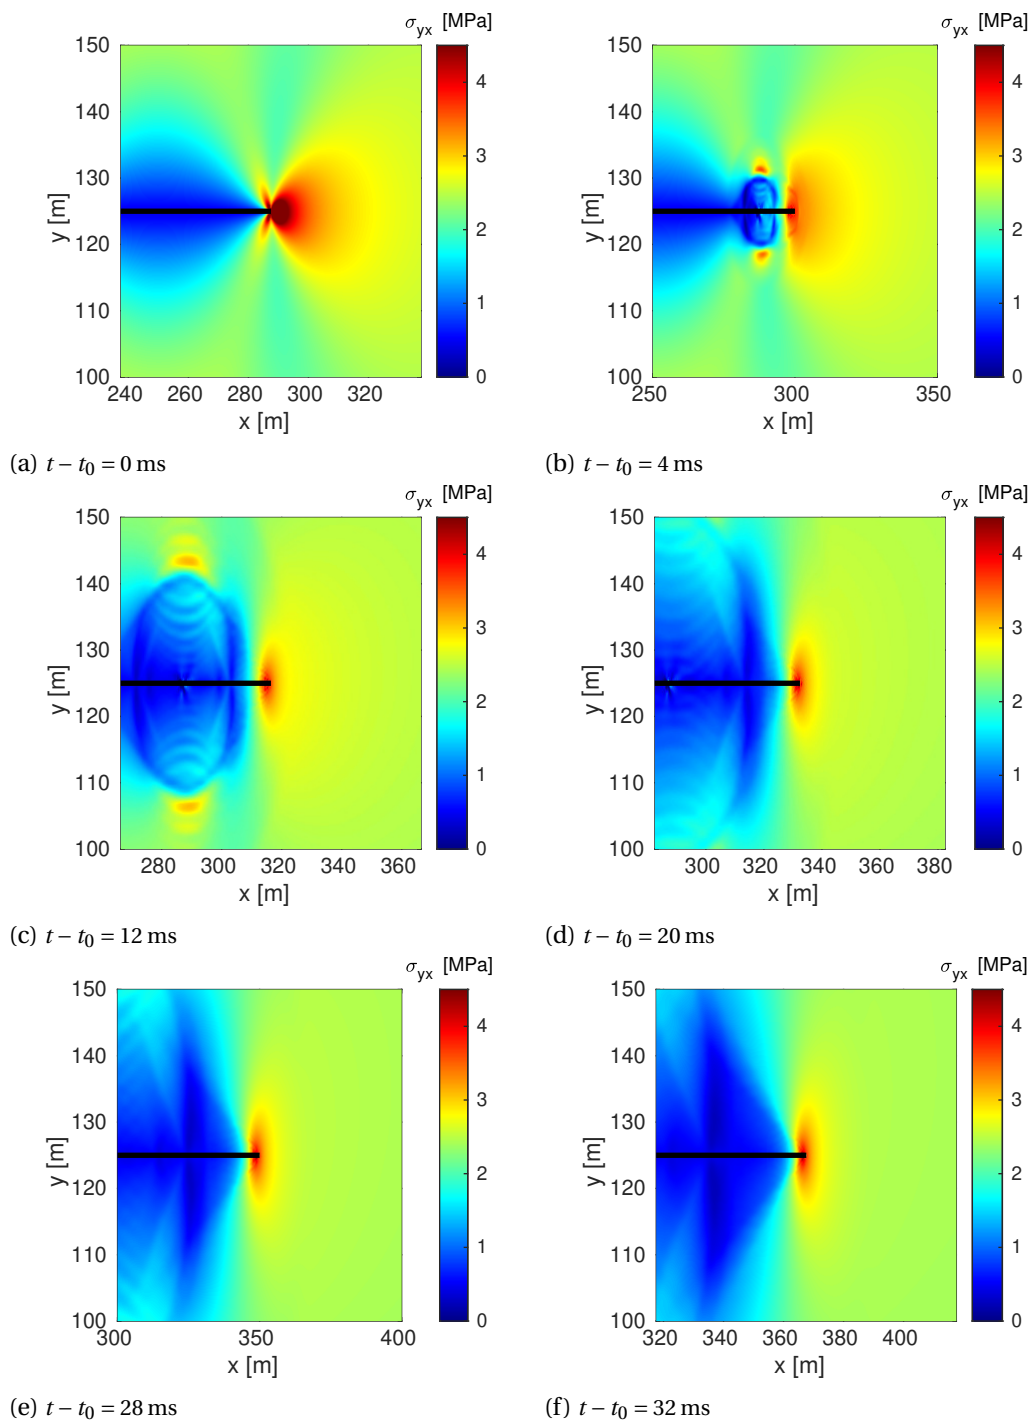 σyx [MPa]
150
140
130
120
110
100
y [m]
240 260 280 300 320
x [m]
4
3
2
1
0
(a) t − t0 = 0 ms
σyx [MPa]
150
140
130
120
110
100
y [m]
250 300 350
x [m]
4
3
2
1
0
(b) t − t0 = 4 ms
σyx [MPa]
150
140
130
120
110
100
y [m]
280 300 320 340 360
x [m]
4
3
2
1
0
(c) t − t0 = 12 ms
σyx [MPa]
150
140
130
120
110
100
y [m]
300 320 340 360 380
x [m]
4
3
2
1
0
(d) t − t0 = 20 ms
σyx [MPa]
150
140
130
120
110
100
y [m]
300 350 400
x [m]
4
3
2
1
0
(e) t − t0 = 28 ms
σyx [MPa]
150
140
130
120
110
100
y [m]
320 340 360 380 400
x [m]
4
3
2
1
0
(f) t − t0 = 32 ms